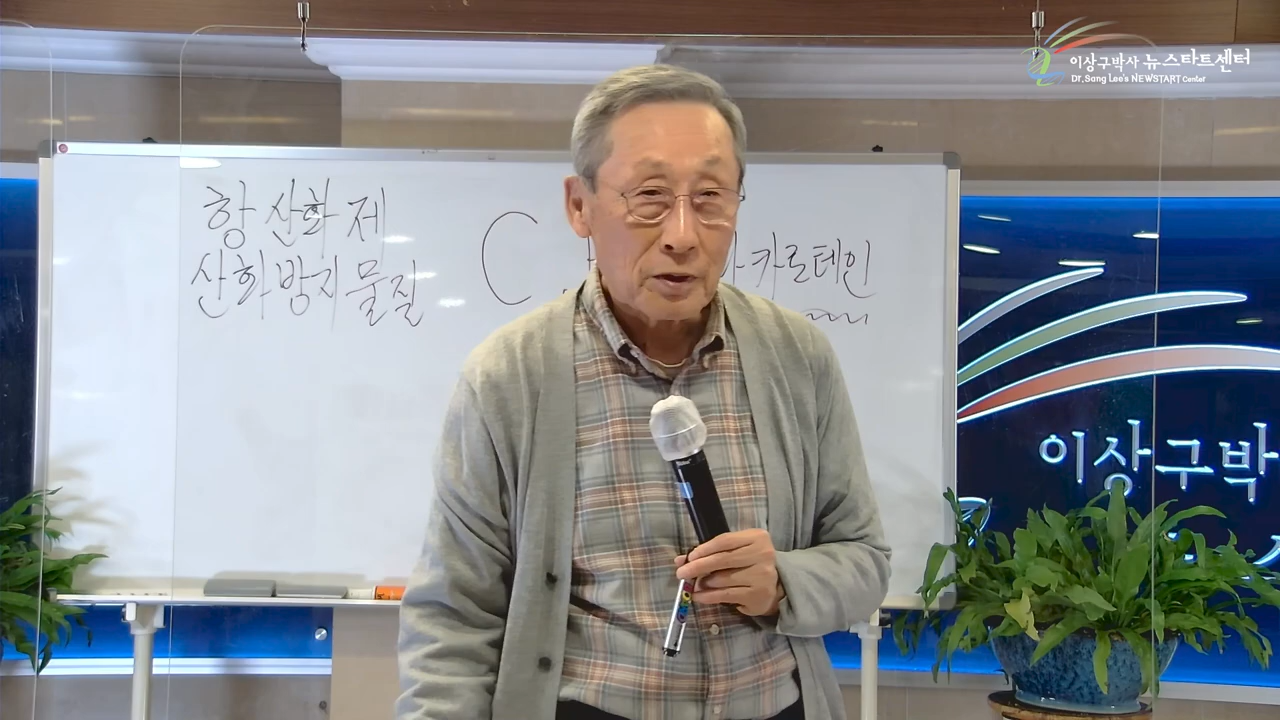 이상구박사 뉴스타트센터
Dr. Sang Lee's NEWSTART Center
항산화제
산화방지물질
C
카로테인
이상구박